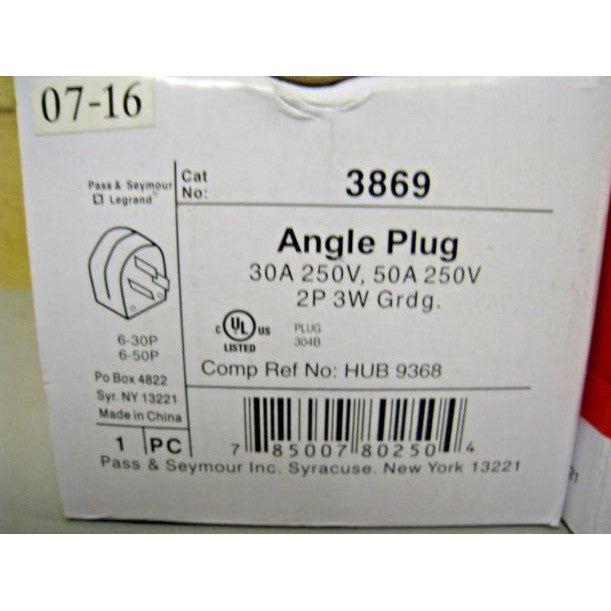 07-16
Pass & Seymour
Legrand
Cat
No:
3869
Angle Plug
30A 250V, 50A 250V
2P 3W Grdg.
6-30P
6-50P
C UL US
LISTED
PLUG
304B
Comp Ref No: HUB 9368
Po Box 4822
Syr. NY 13221
Made in China
1 PC
7 85007 80250 4
Pass & Seymour Inc. Syracuse. New York 13221